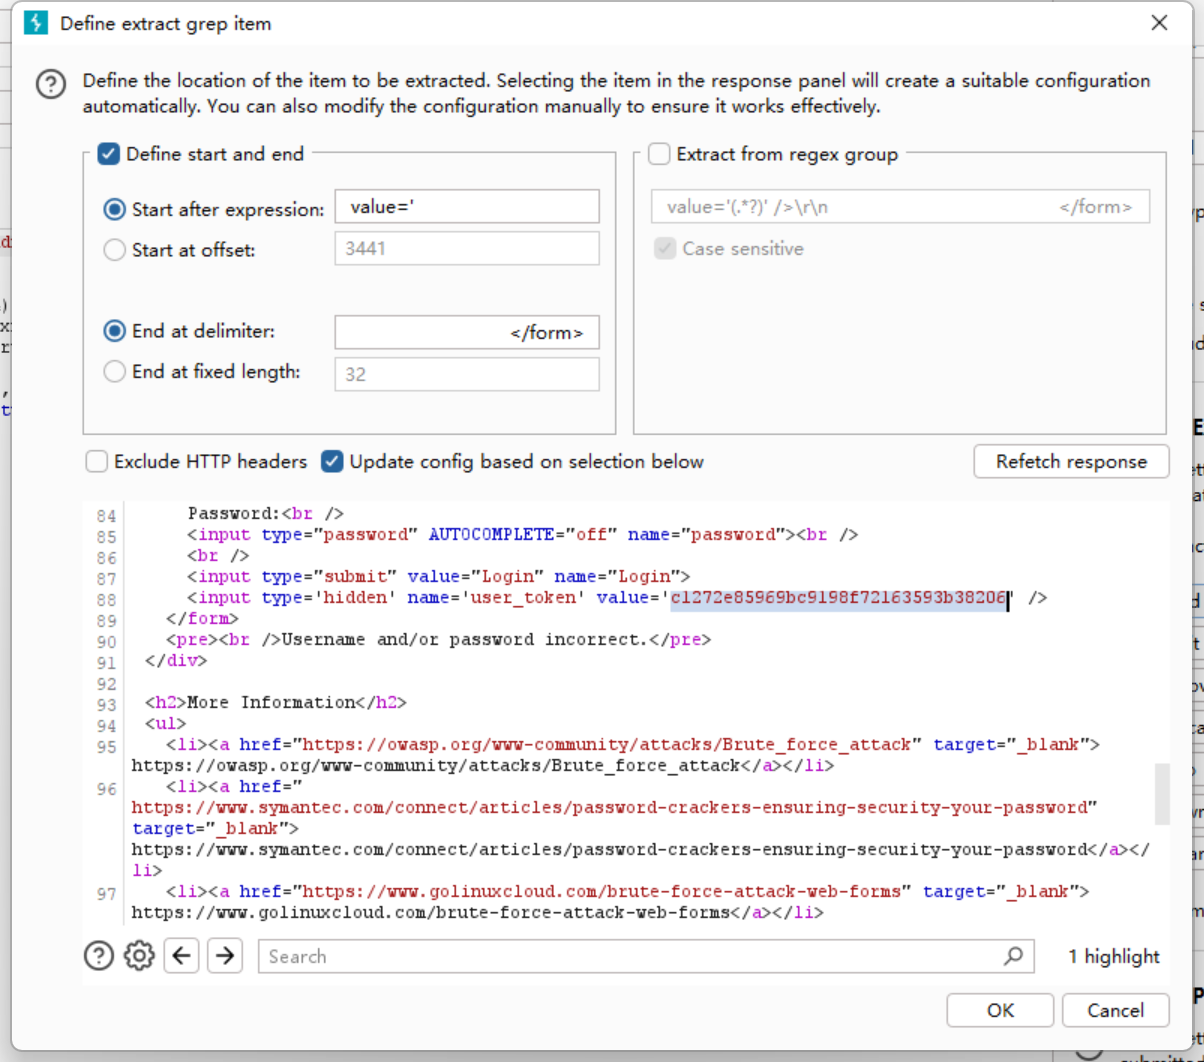 Define extract grep item
Define the location of the item to be extracted. Selecting the item in the response panel will create a suitable configuration
automatically. You can also modify the configuration manually to ensure it works effectively.
Define start and end
Start after expression: value='
Start at offset: 3441
End at delimiter: </form>
End at fixed length: 32
Extract from regex group
value='(.*?)' />\r\n </form>
Case sensitive
Exclude HTTP headers Update config based on selection below Refetch response
84 Password:<br />
85 <input type="password" AUTOCOMPLETE="off" name="password"><br />
86 <br />
87 <input type="submit" value="Login" name="Login">
88 <input type='hidden' name='user_token' value='c1272e85969bc9198f72163593b38206' />
89 </form>
90 <pre><br />Username and/or password incorrect.</pre>
91 </div>
92
93 <h2>More Information</h2>
94 <ul>
95 <li><a href="https://owasp.org/www-community/attacks/Brute_force_attack" target="_blank">
https://owasp.org/www-community/attacks/Brute_force_attack</a></li>
96 <li><a href="
https://www.symantec.com/connect/articles/password-crackers-ensuring-security-your-password"
target="_blank">
https://www.symantec.com/connect/articles/password-crackers-ensuring-security-your-password</a></
li>
97 <li><a href="https://www.golinuxcloud.com/brute-force-attack-web-forms" target="_blank">
https://www.golinuxcloud.com/brute-force-attack-web-forms</a></li>
Search
1 highlight
OK Cancel